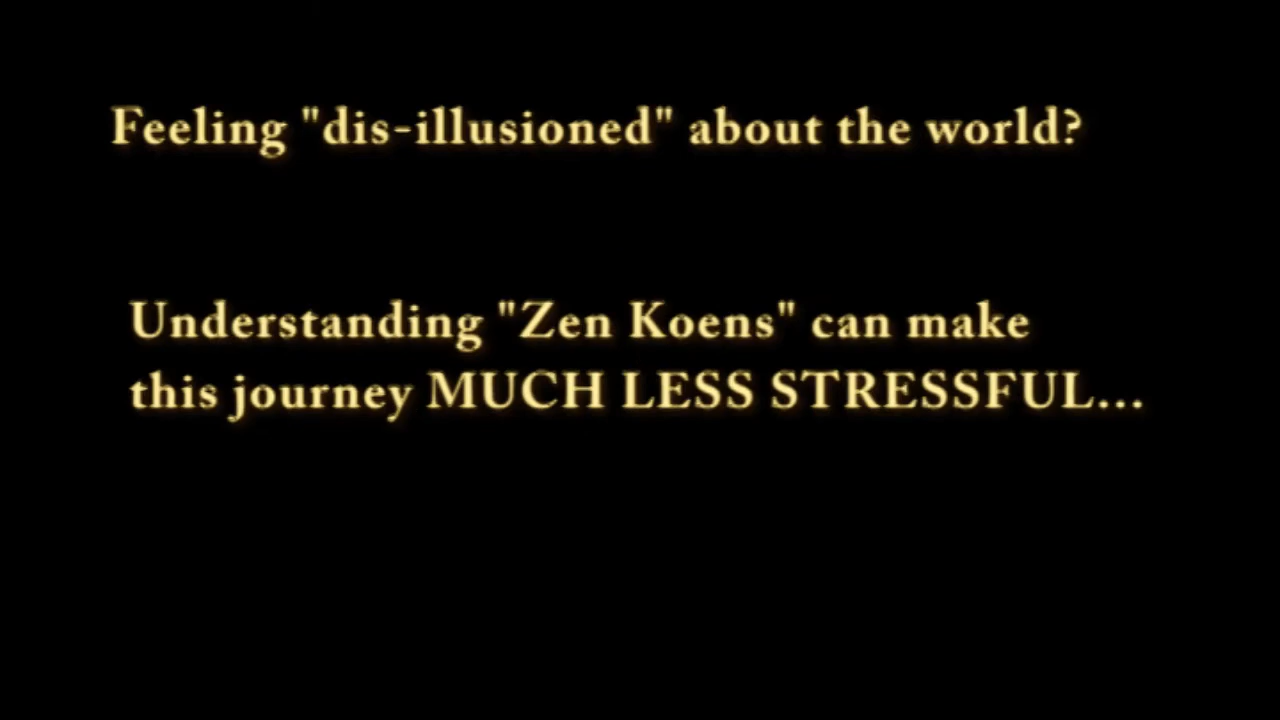 Feeling "dis-illusioned" about the world?
Understanding "Zen Koens" can make
this journey MUCH LESS STRESSFUL...